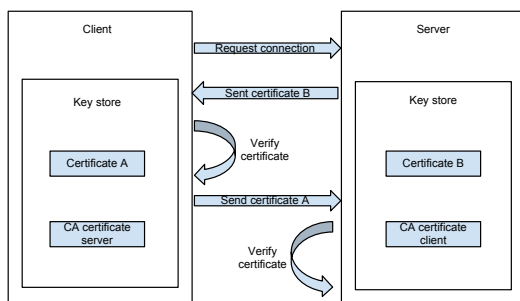 Client
Server
Request connection
Sent certificate B
Key store
Key store
Verify
certificate
Certificate A
Certificate B
Send certificate A
CA certificate
server
CA certificate
client
Verify
certificate